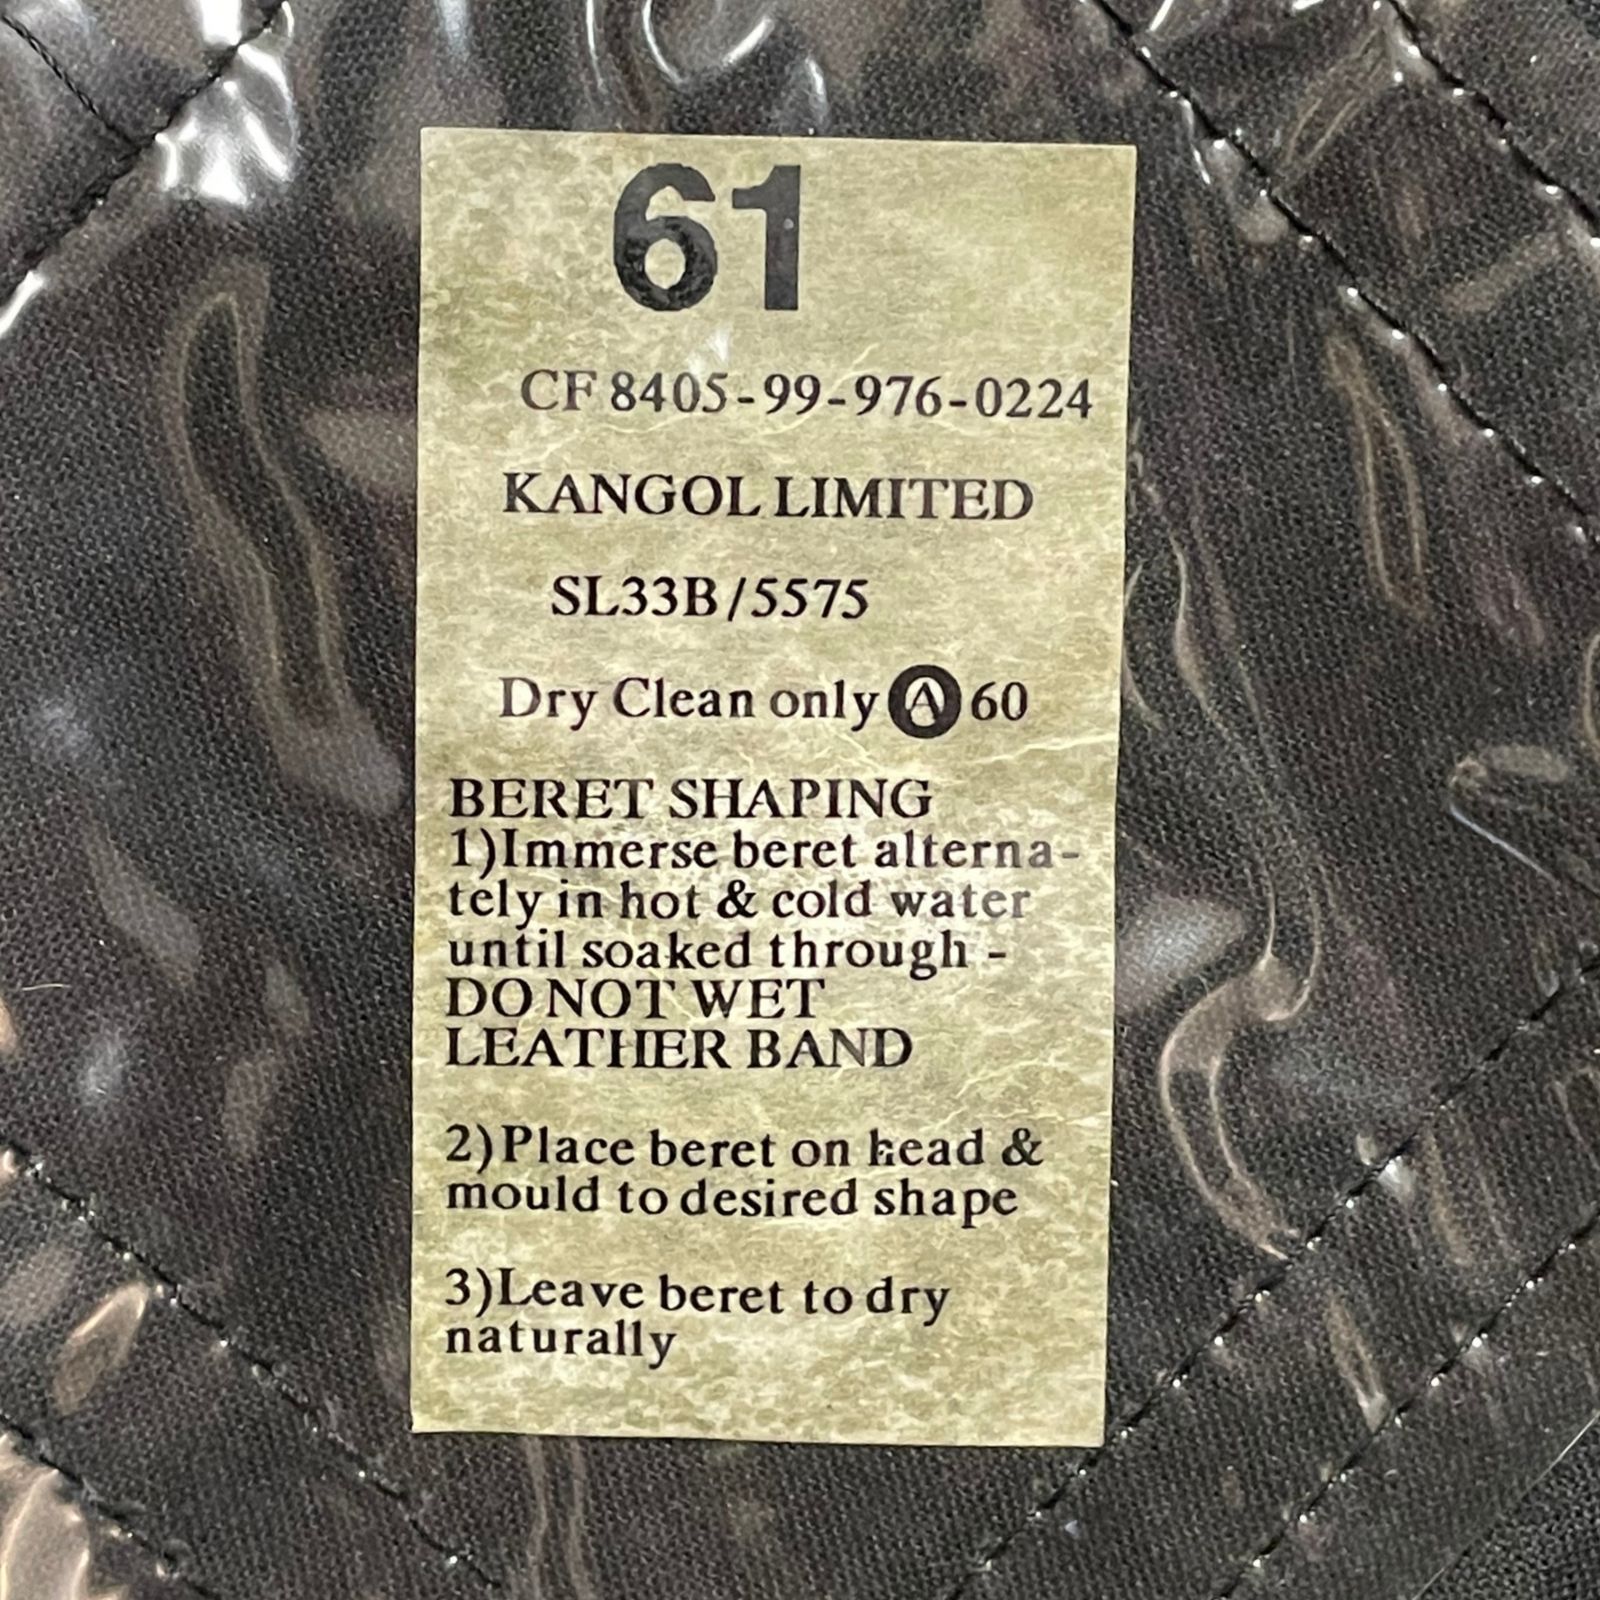 61
CF 8405-99-976-0224
KANGOL LIMITED
SL33B/5575
Dry Clean only Ⓐ 60
BERET SHAPING
1)Immerse beret alterna-
tely in hot & cold water
until soaked through -
DO NOT WET
LEATHER BAND
2)Place beret on head &
mould to desired shape
3)Leave beret to dry
naturally